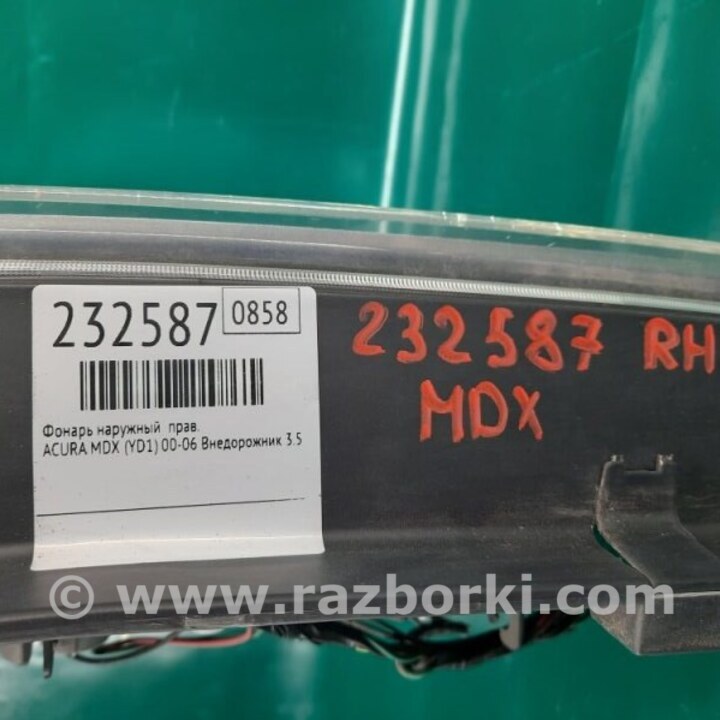 232587 0858
Фонарь наружный прав.
ACURA MDX (YD1) 00-06 Внедорожник 3.5
232587 RH
MDX
© www.razborki.com